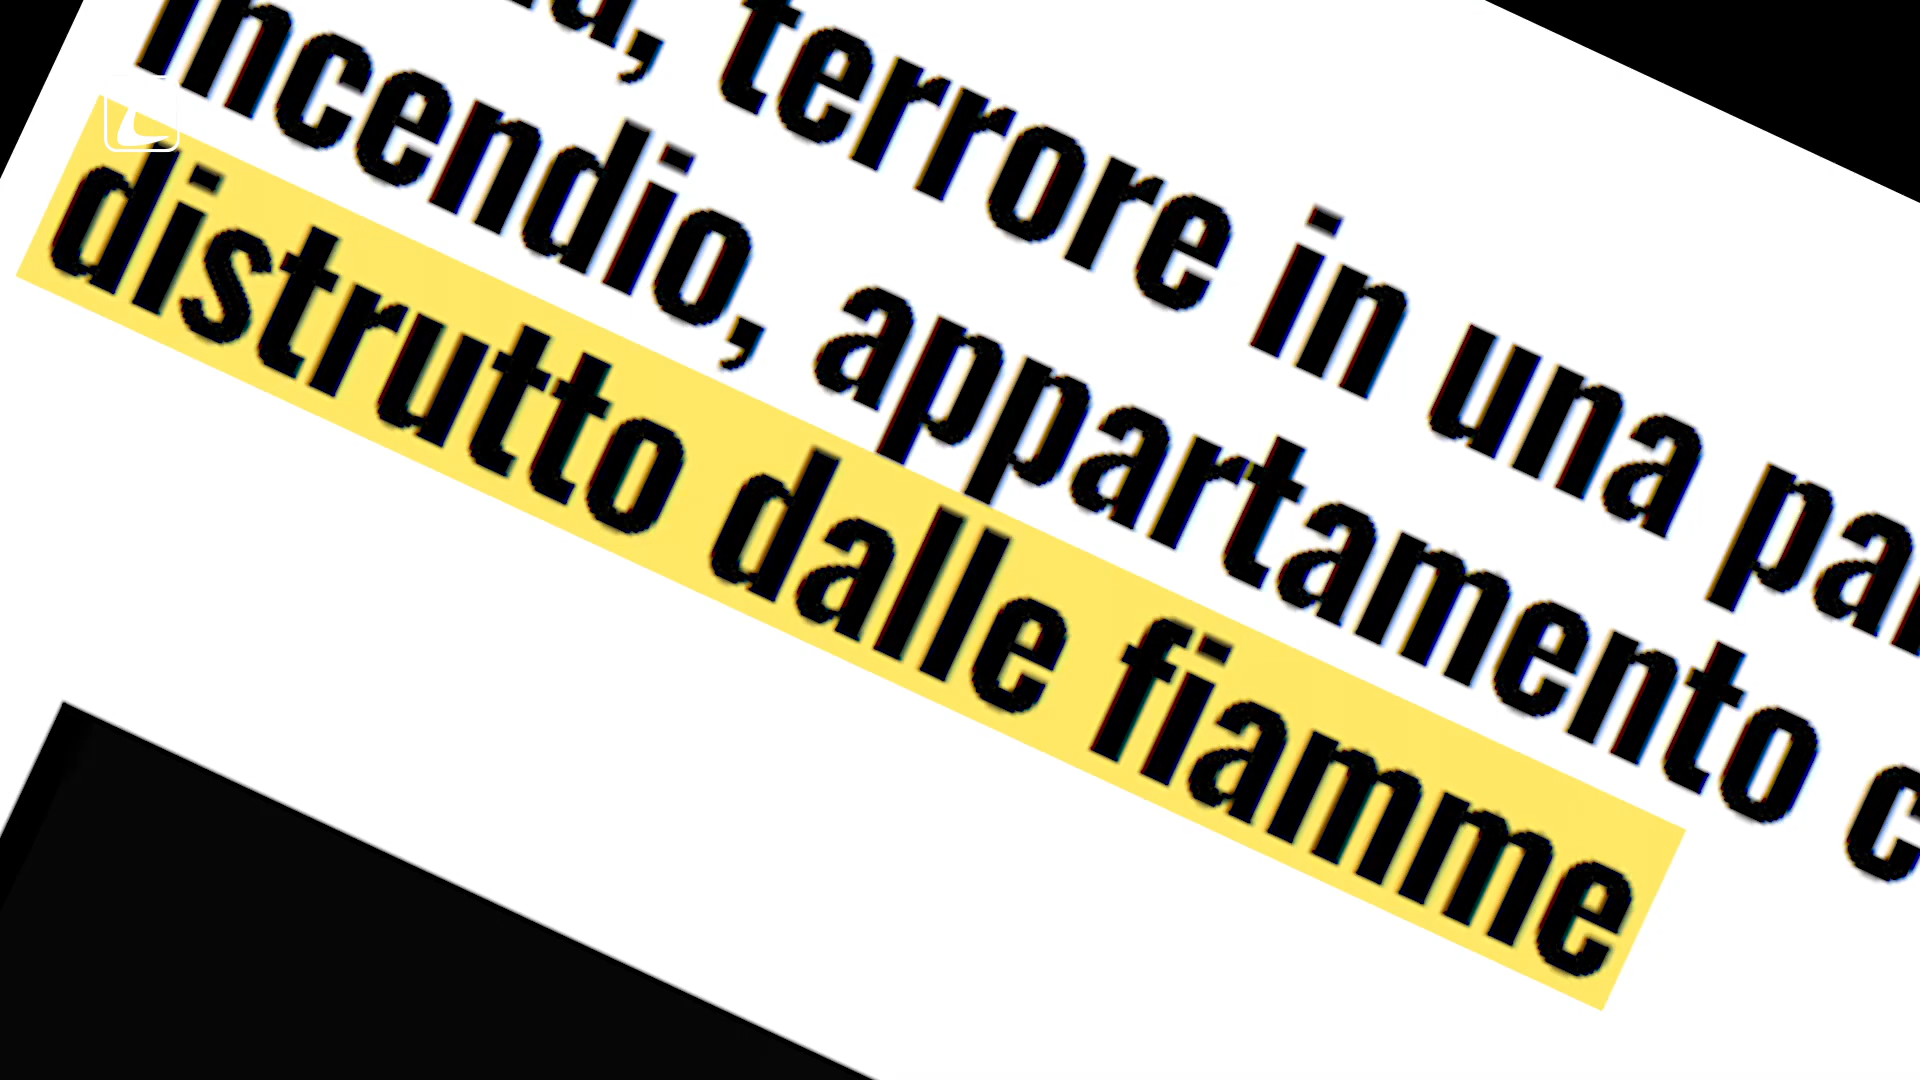 terrore in una
Incendio, appartamento
distrutto dalle fiamme